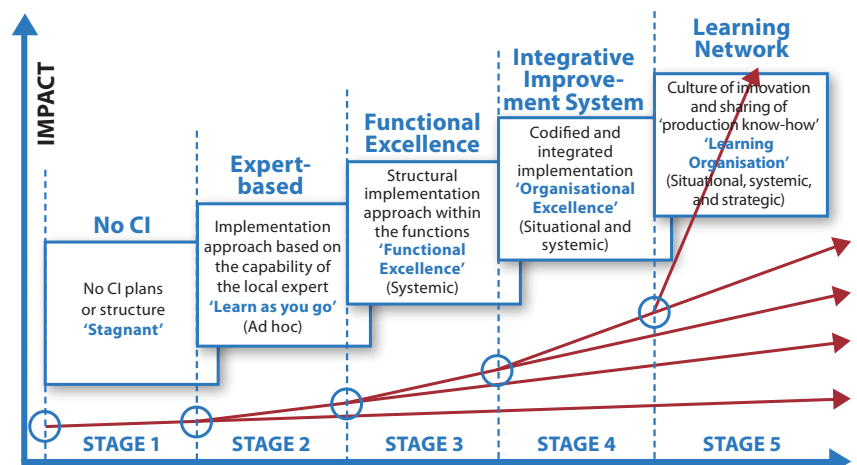 IMPACT
No CI
No CI plans
or structure
‘Stagnant’
Expert-
based
Implementation
approach based on
the capability of
the local expert
‘Learn as you go’
(Ad hoc)
Functional
Excellence
Structural
implementation
approach within
the functions
‘Functional
Excellence’
(Systemic)
Integrative
Improve-
ment System
Codified and
integrated
implementation
‘Organisational
Excellence’
(Situational and
systemic)
Learning
Network
Culture of innovation
and sharing of
‘production know-how’
‘Learning
Organisation’
(Situational, systemic,
and strategic)
STAGE 1
STAGE 2
STAGE 3
STAGE 4
STAGE 5